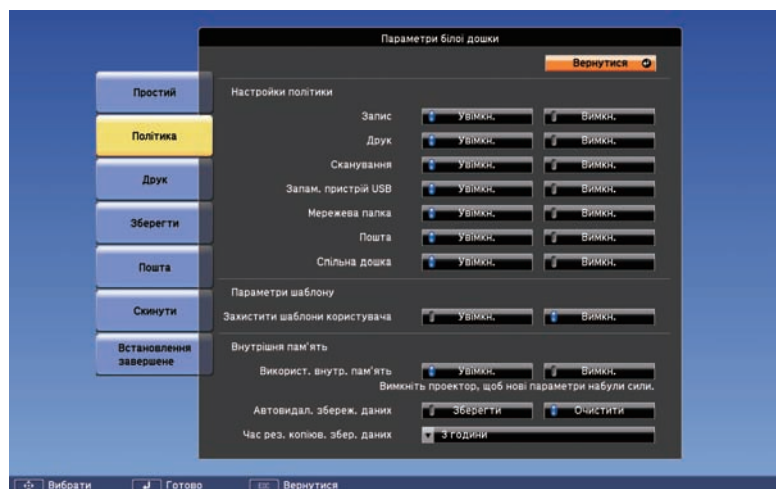 Параметри білої дошки
Вернутися
Простий
Політика
Друк
Зберегти
Пошта
Скинути
Встановлення
завершене
Настройки політики
Запис Увімкн. Вимкн.
Друк Увімкн. Вимкн.
Сканування Увімкн. Вимкн.
Запам. пристрій USB Увімкн. Вимкн.
Мережева папка Увімкн. Вимкн.
Пошта Увімкн. Вимкн.
Спільна дошка Увімкн. Вимкн.
Параметри шаблону
Захистити шаблони користувача Увімкн. Вимкн.
Внутрішня пам'ять
Використ. внутр. пам'ять Увімкн. Вимкн.
Вимкніть проектор, щоб нові параметри набули сили.
Автовидал. збереж. даних Зберегти Очистити
Час рез. копіюв. збер. даних 3 години
Вибрати Готово Esc Вернутися